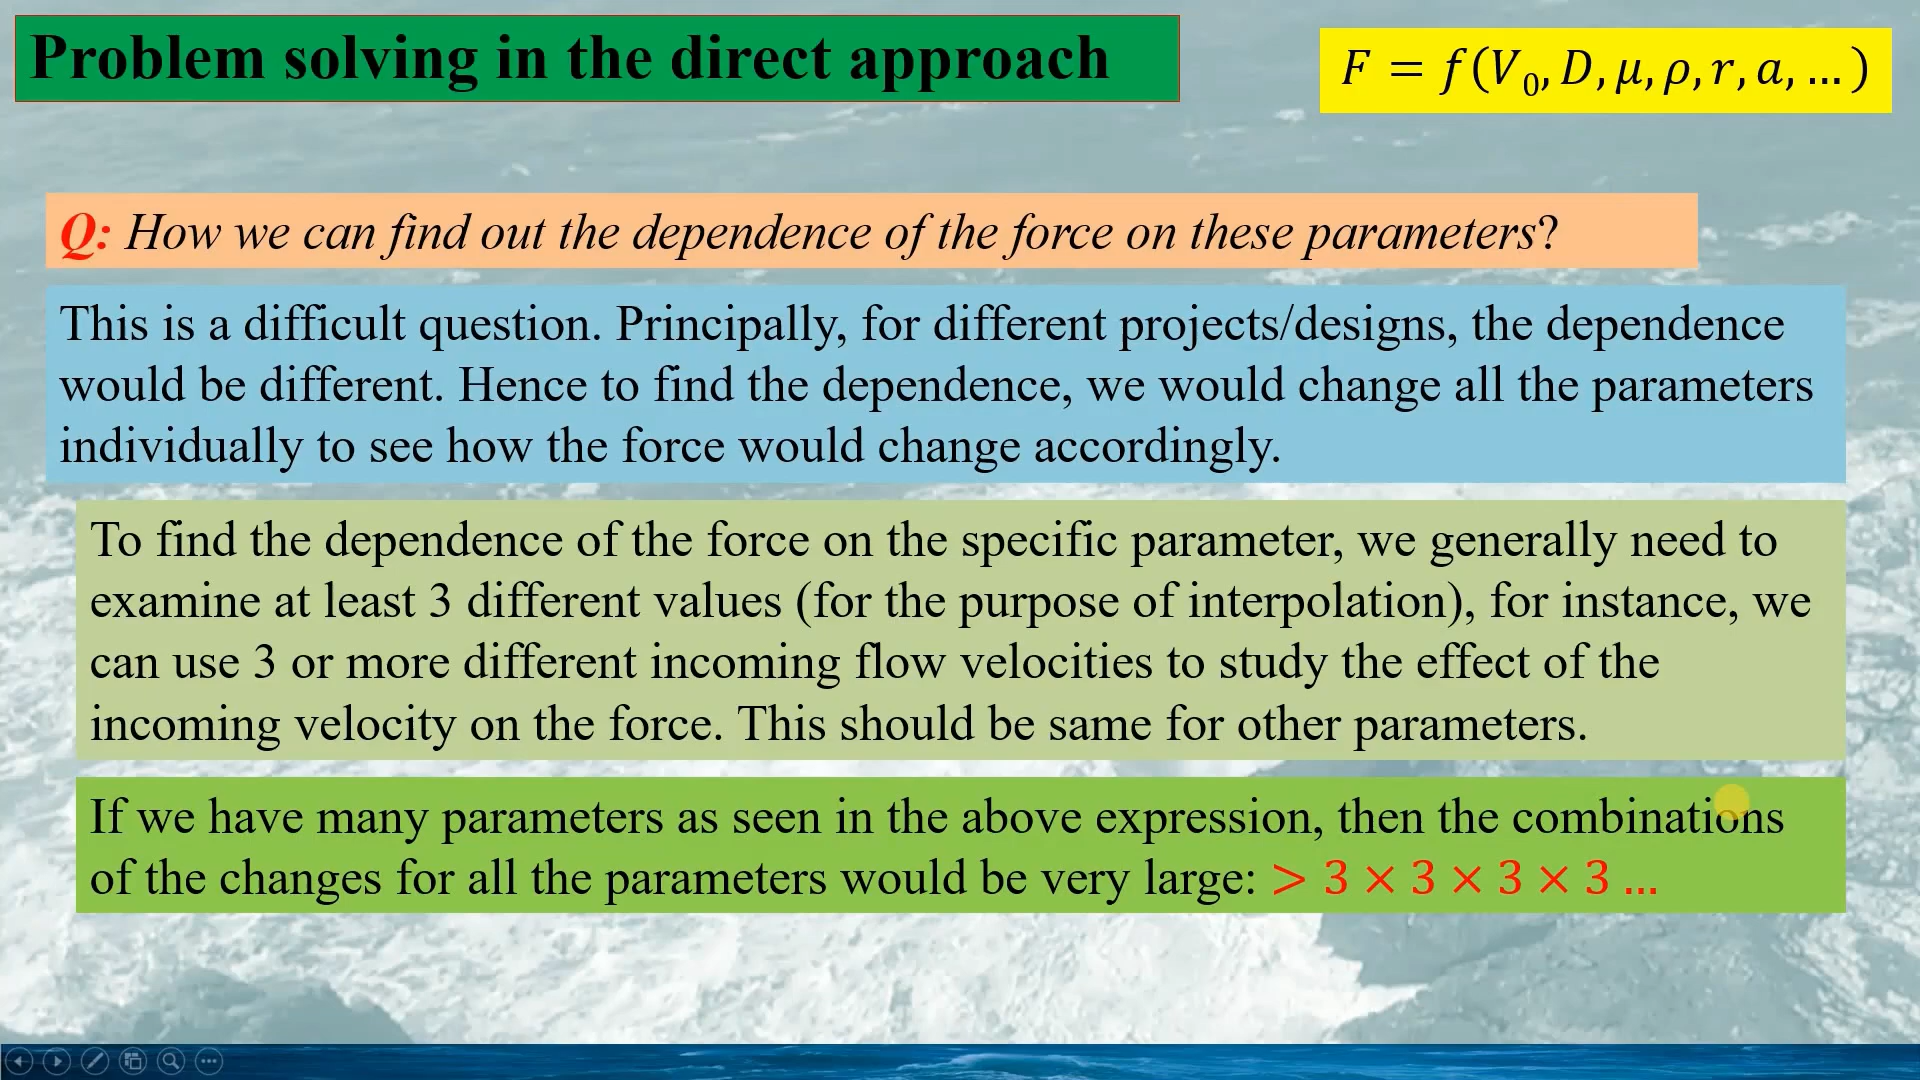 Problem solving in the direct approach
F = f(V₀, D, μ, ρ, r, a, … )
Q: How we can find out the dependence of the force on these parameters?
This is a difficult question. Principally, for different projects/designs, the dependence
would be different. Hence to find the dependence, we would change all the parameters
individually to see how the force would change accordingly.
To find the dependence of the force on the specific parameter, we generally need to
examine at least 3 different values (for the purpose of interpolation), for instance, we
can use 3 or more different incoming flow velocities to study the effect of the
incoming velocity on the force. This should be same for other parameters.
If we have many parameters as seen in the above expression, then the combinations
of the changes for all the parameters would be very large: > 3 × 3 × 3 × 3 …